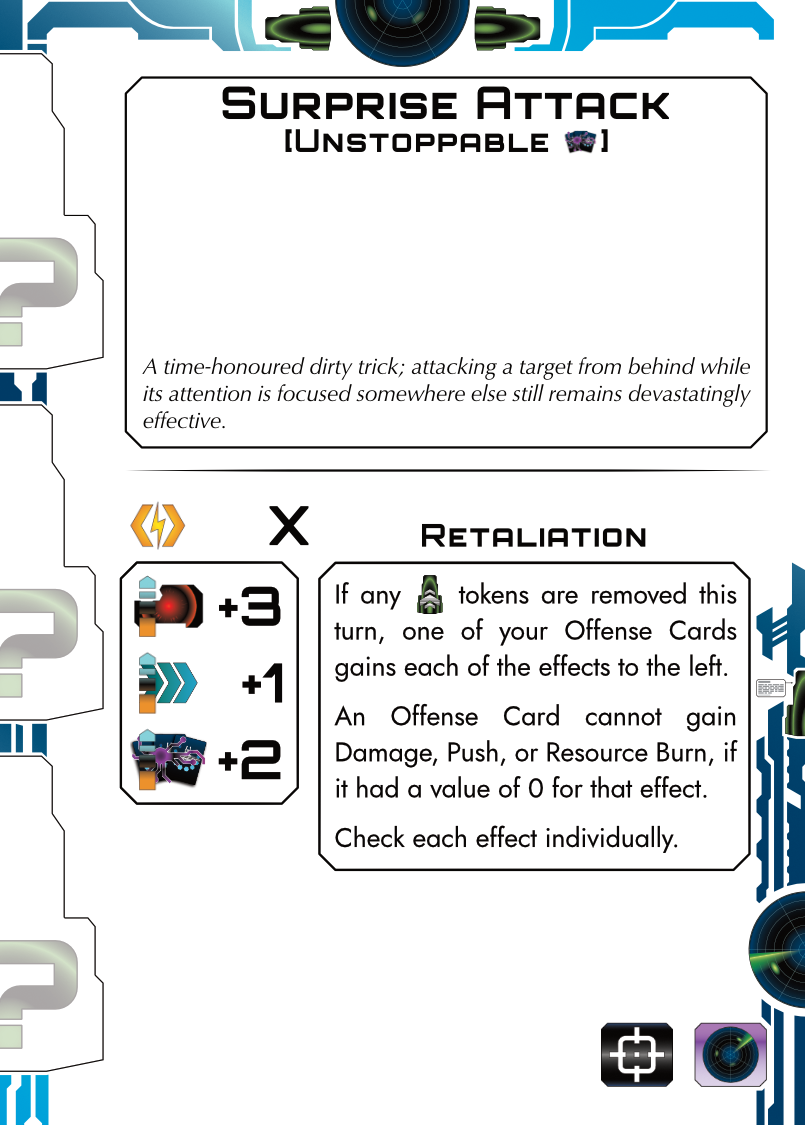 Surprise Attack
[Unstoppable ]
A time-honoured dirty trick; attacking a target from behind while
its attention is focused somewhere else still remains devastatingly
effective.
X
Retaliation
+3
+1
+2
If any tokens are removed this
turn, one of your Offense Cards
gains each of the effects to the left.
An Offense Card cannot gain
Damage, Push, or Resource Burn, if
it had a value of 0 for that effect.
Check each effect individually.
?
?
?